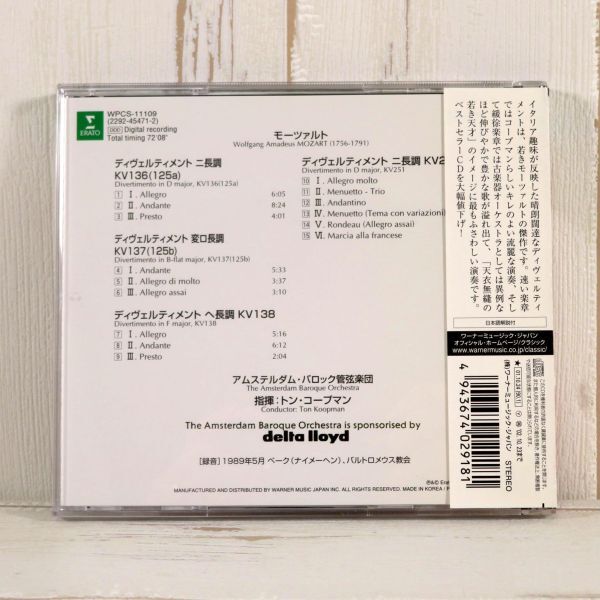 ERATO
WPCS-11109
(2292-45471-2)
DDD Digital recording
Total timing 72'08"
モーツァルト
Wolfgang Amadeus MOZART (1756-1791)
ディヴェルティメント ニ長調
KV136(125a)
Divertimento in D major, KV136(125a)
1 Ⅰ. Allegro 6:05
2 Ⅱ. Andante 8:24
3 Ⅲ. Presto 4:01
ディヴェルティメント 変ロ長調
KV137(125b)
Divertimento in B-flat major, KV137(125b)
4 Ⅰ. Andante 5:33
5 Ⅱ. Allegro di molto 3:37
6 Ⅲ. Allegro assai 3:10
ディヴェルティメント ヘ長調 KV138
Divertimento in F major, KV138
7 Ⅰ. Allegro 5:16
8 Ⅱ. Andante 6:12
9 Ⅲ. Presto 2:04
ディヴェルティメント ニ長調 KV2
Divertimento in D major, KV251
10 Ⅰ. Allegro molto
11 Ⅱ. Menuetto - Trio
12 Ⅲ. Andantino
13 Ⅳ. Menuetto (Tema con variazioni)
14 Ⅴ. Rondeau (Allegro assai)
15 Ⅵ. Marcia alla francese
アムステルダム・バロック管弦楽団
The Amsterdam Baroque Orchestra
指揮:トン・コープマン
Conductor: Ton Koopman
The Amsterdam Baroque Orchestra is sponsorised by
delta lloyd
[録音] 1989年5月 ベーク(ナイメーヘン)、バルトロメウス教会
℗&© Erat
MANUFACTURED AND DISTRIBUTED BY WARNER MUSIC JAPAN INC. ALL RIGHTS RESERVED. MADE IN KOREA / P
イタリア趣味が反映した晴朗闊達なディヴェルティ
メントは、若きモーツァルトの傑作です。速い楽章
ではコープマンらしいキレのよい流麗な演奏、そし
て緩徐楽章では古楽器オーケストラとしては異例な
ほど伸びやかで豊かな歌が溢れ出て、「天衣無縫の
若き天才」のイメージに最もふさわしい演奏です。
ベストセラーCDを大幅値下げ!
日本語解説付
ワーナーミュージック・ジャパン
オフィシャル・ホームページ/クラシック
www.warnermusic.co.jp/classic/
(株)ワーナーミュージック・ジャパン STEREO
4943674029181